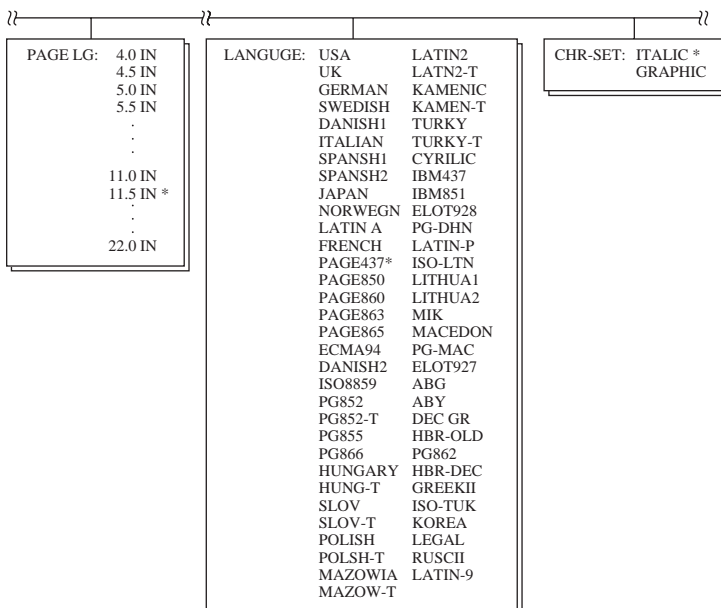 PAGE LG: 4.0 IN
4.5 IN
5.0 IN
5.5 IN
.
.
.
11.0 IN
11.5 IN *
.
.
.
22.0 IN
LANGUGE: USA LATIN2
UK LATN2-T
GERMAN KAMENIC
SWEDISH KAMEN-T
DANISH1 TURKY
ITALIAN TURKY-T
SPANSH1 CYRILIC
SPANSH2 IBM437
JAPAN IBM851
NORWEGN ELOT928
LATIN A PG-DHN
FRENCH LATIN-P
PAGE437* ISO-LTN
PAGE850 LITHUA1
PAGE860 LITHUA2
PAGE863 MIK
PAGE865 MACEDON
ECMA94 PG-MAC
DANISH2 ELOT927
ISO8859 ABG
PG852 ABY
PG852-T DEC GR
PG855 HBR-OLD
PG866 PG862
HUNGARY HBR-DEC
HUNG-T GREEKII
SLOV ISO-TUK
SLOV-T KOREA
POLISH LEGAL
POLSH-T RUSCII
MAZOWIA LATIN-9
MAZOW-T
CHR-SET: ITALIC *
GRAPHIC